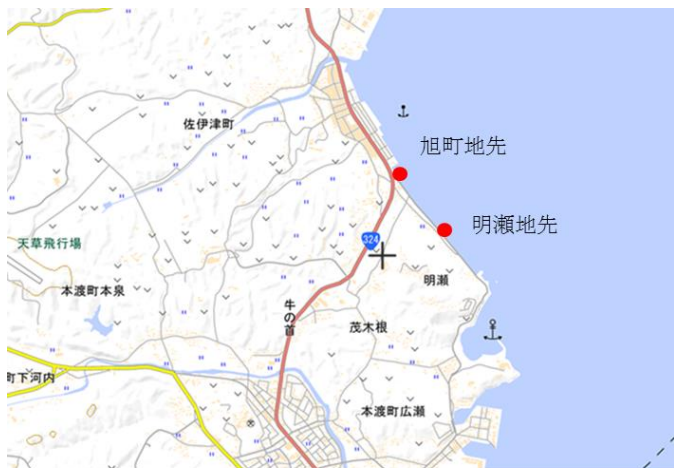 佐伊津町
旭町地先
明瀬地先
324
天草飛行場
明瀬
本渡町本泉
牛の首
茂木根
町下河内
本渡町広瀬